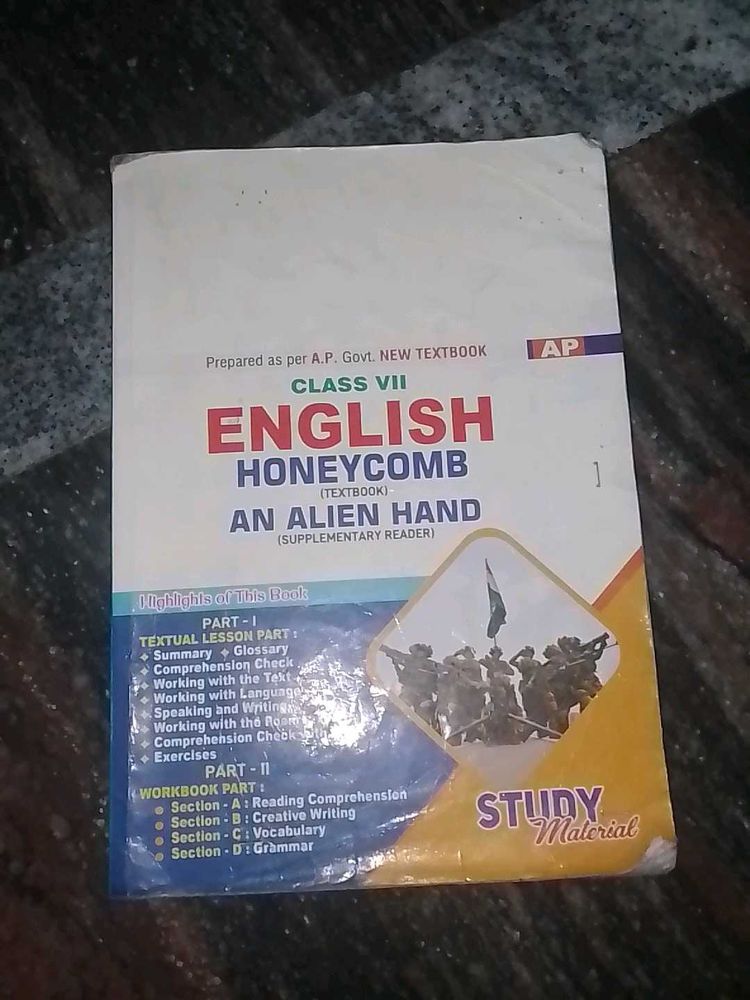 Prepared as per A.P. Govt. NEW TEXTBOOK
AP
CLASS VII
ENGLISH
HONEYCOMB
(TEXTBOOK)
AN ALIEN HAND
(SUPPLEMENTARY READER)
Highlights of This Book
PART - I
TEXTUAL LESSON PART :
Summary Glossary
Comprehension Check
Working with the Text
Working with Language
Speaking and Writing
Working with the Poem
Comprehension Check
Exercises
PART - II
WORKBOOK PART :
Section - A : Reading Comprehension
Section - B : Creative Writing
Section - C : Vocabulary
Section - D : Grammar
STUDY
Material